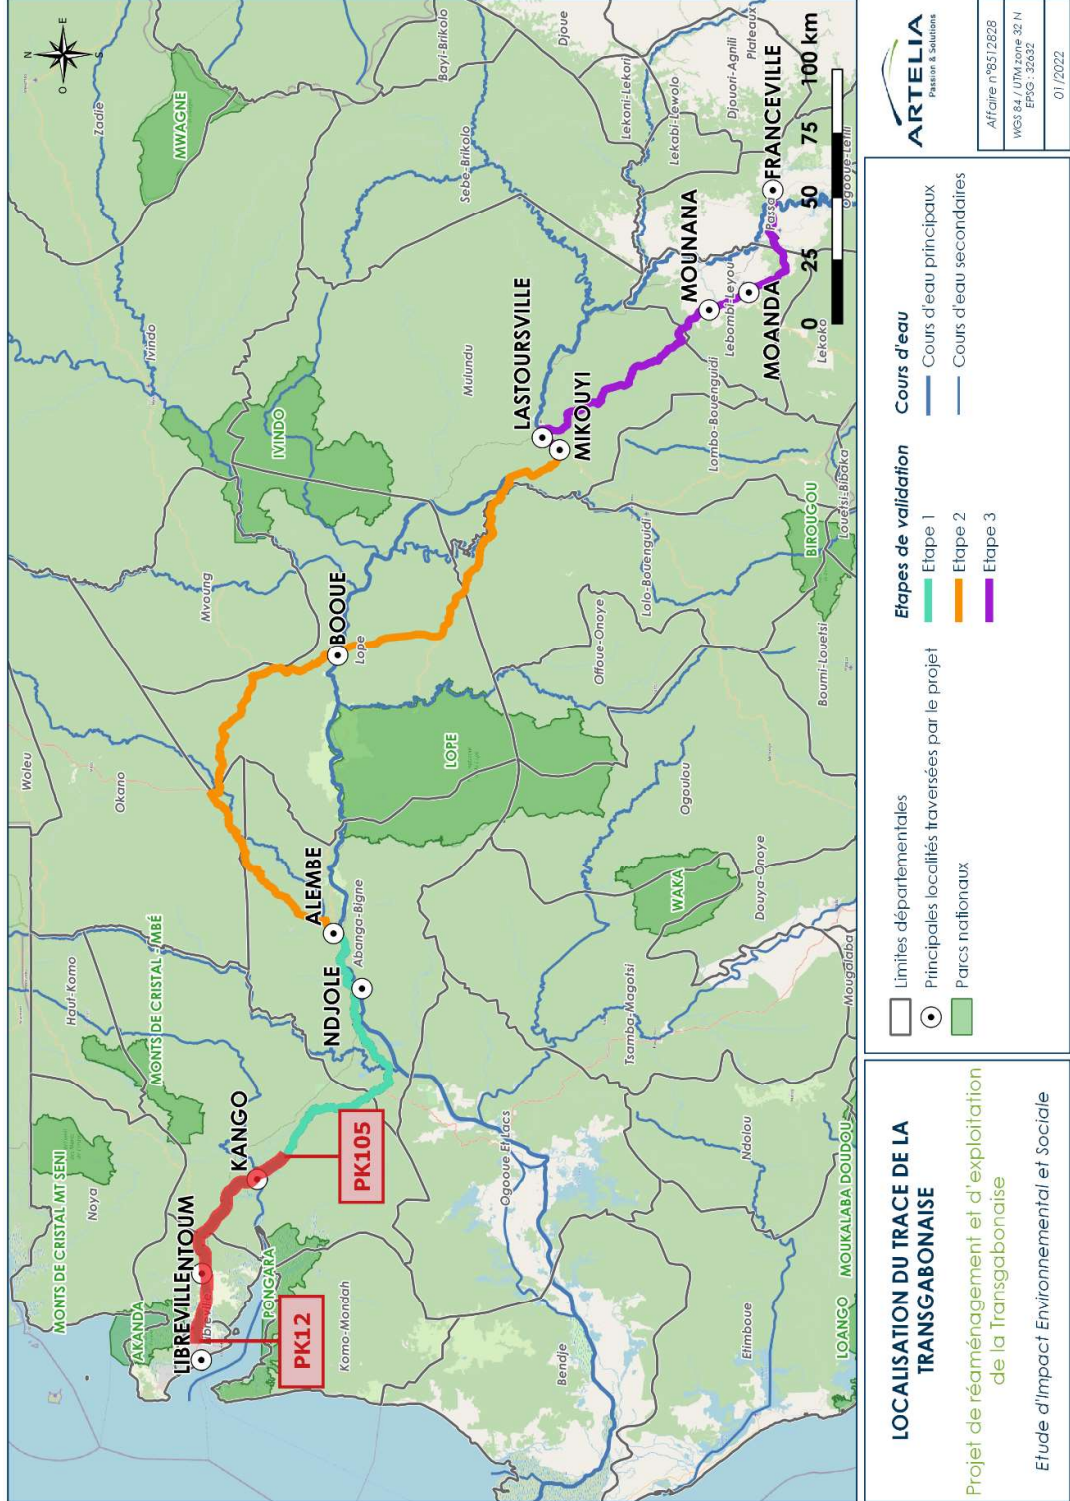 N
O
E
S
Woleu
Okano
Zadié
Ivindo
Mvoung
MWAGNE
Boyi-Brikolo
Sebe-Brikolo
Djoue
Haut-Komo
MONTS DE CRISTAL - MBÉ
MONTS DE CRISTAL MT SENI
Noya
IVINDO
Mulundu
Lekoni-Lekori
Lekabi-Lewolo
Djouori-Agnili
Plateaux
AKANDA
LIBREVILLE
NTOUM
KANGO
NDJOLE
ALEMBE
Abanga-Bigne
BOOUE
Lope
LOPE
LASTOURSVILLE
MIKOUYI
MOUNANA
Lebombi-Leyou
MOANDA
FRANCEVILLE
Passa
Ogooue-Letili
Lekoko
PK12
PK105
PONGARA
Komo-Mondah
Offoue-Onoye
Lolo-Bouenguidi
Lombo-Bouenguidi
BIROUGOU
Louetsi-Bibaka
Boumi-Louetsi
Ogoulou
WAKA
Douya-Onoye
Tsamba-Magotsi
Mougalaba
Ogooue Et Lacs
Ndolou
Bendje
Etimboue
LOANGO
MOUKALABA DOUDOU
0 25 50 75 100 km
LOCALISATION DU TRACE DE LA
TRANSGABONAISE
Projet de réaménagement et d'exploitation
de la Transgabonaise
Etude d'Impact Environnemental et Sociale
Limites départementales
Principales localités traversées par le projet
Parcs nationaux
Etapes de validation
Etape 1
Etape 2
Etape 3
Cours d'eau
Cours d'eau principaux
Cours d'eau secondaires
ARTELIA
Passion & Solutions
Affaire n°8512828
WGS 84 / UTM zone 32 N
EPSG : 32632
01/2022